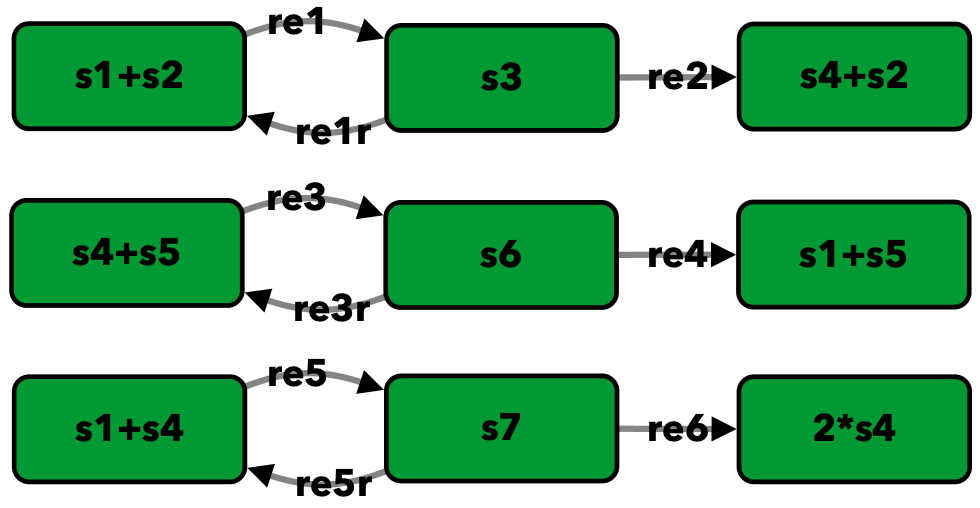 re1
s1+s2
s3
re2
s4+s2
re1r
re3
s4+s5
s6
re4
s1+s5
re3r
re5
s1+s4
s7
re6
2*s4
re5r